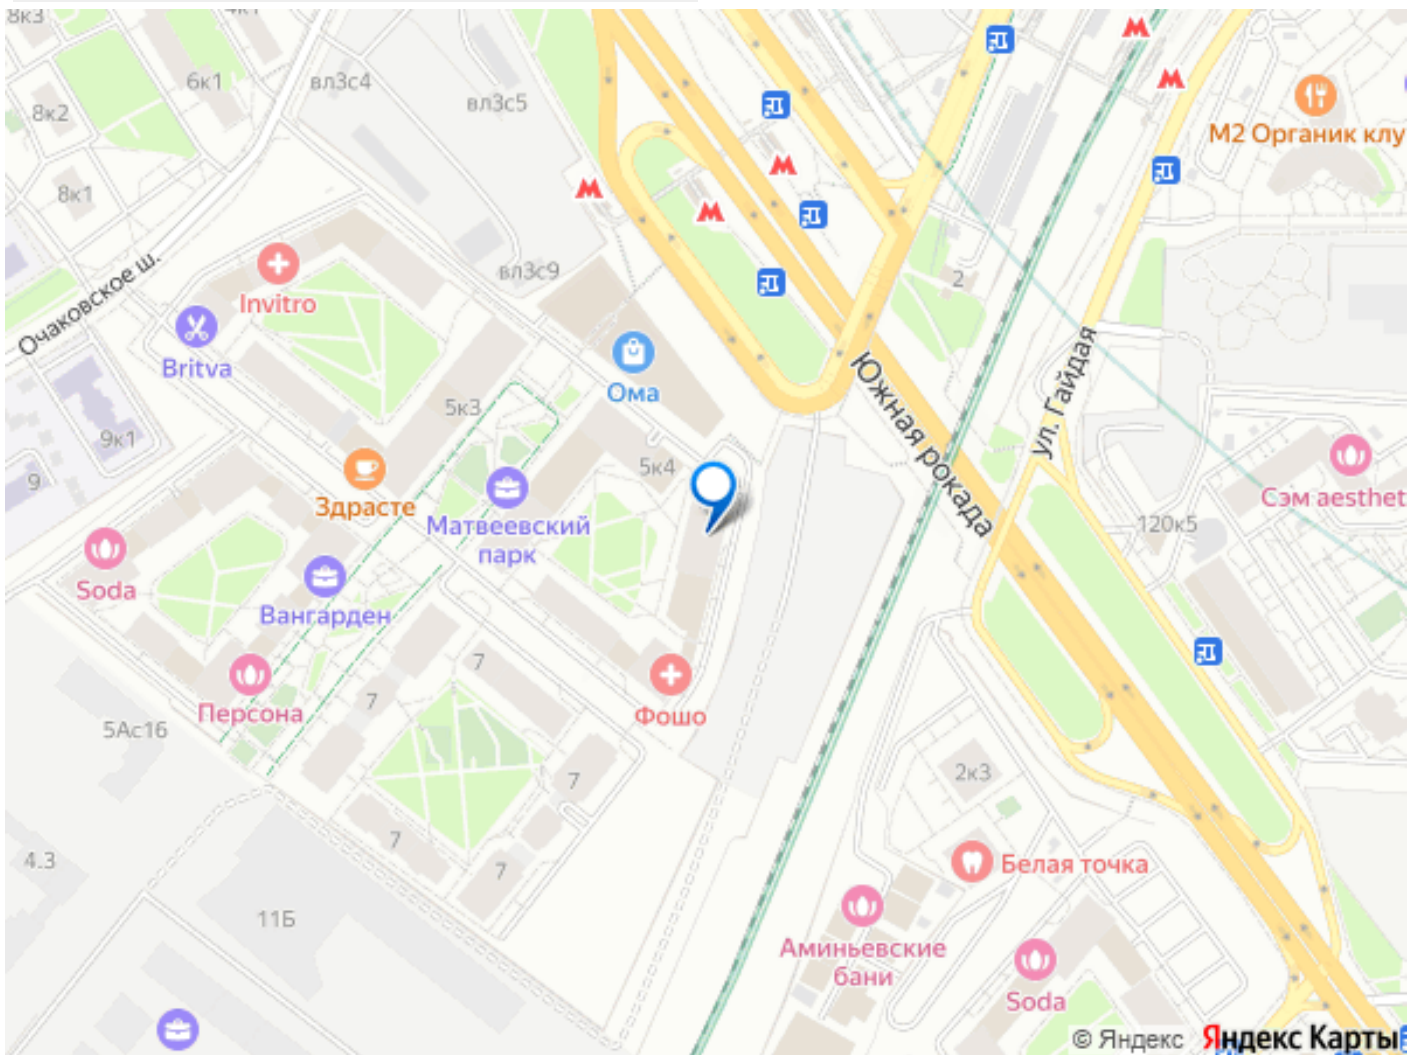 8к3
4к1
6к1
вл3с4
вл3с5
8к2
8к1
М2 Органик клу
вл3с9
2
Очаковское ш.
Invitro
Britva
Ома
Южная рокада
ул. Гайдая
5к3
9к1
9
5к4
Здрасте
Матвеевский
парк
Сэм aesthet
120к5
Soda
Вангарден
7
Персона
7
Фошо
5Ас16
7
2к3
7
7
4.3
11Б
Белая точка
Аминьевские
бани
Soda
© Яндекс Яндекс Карты